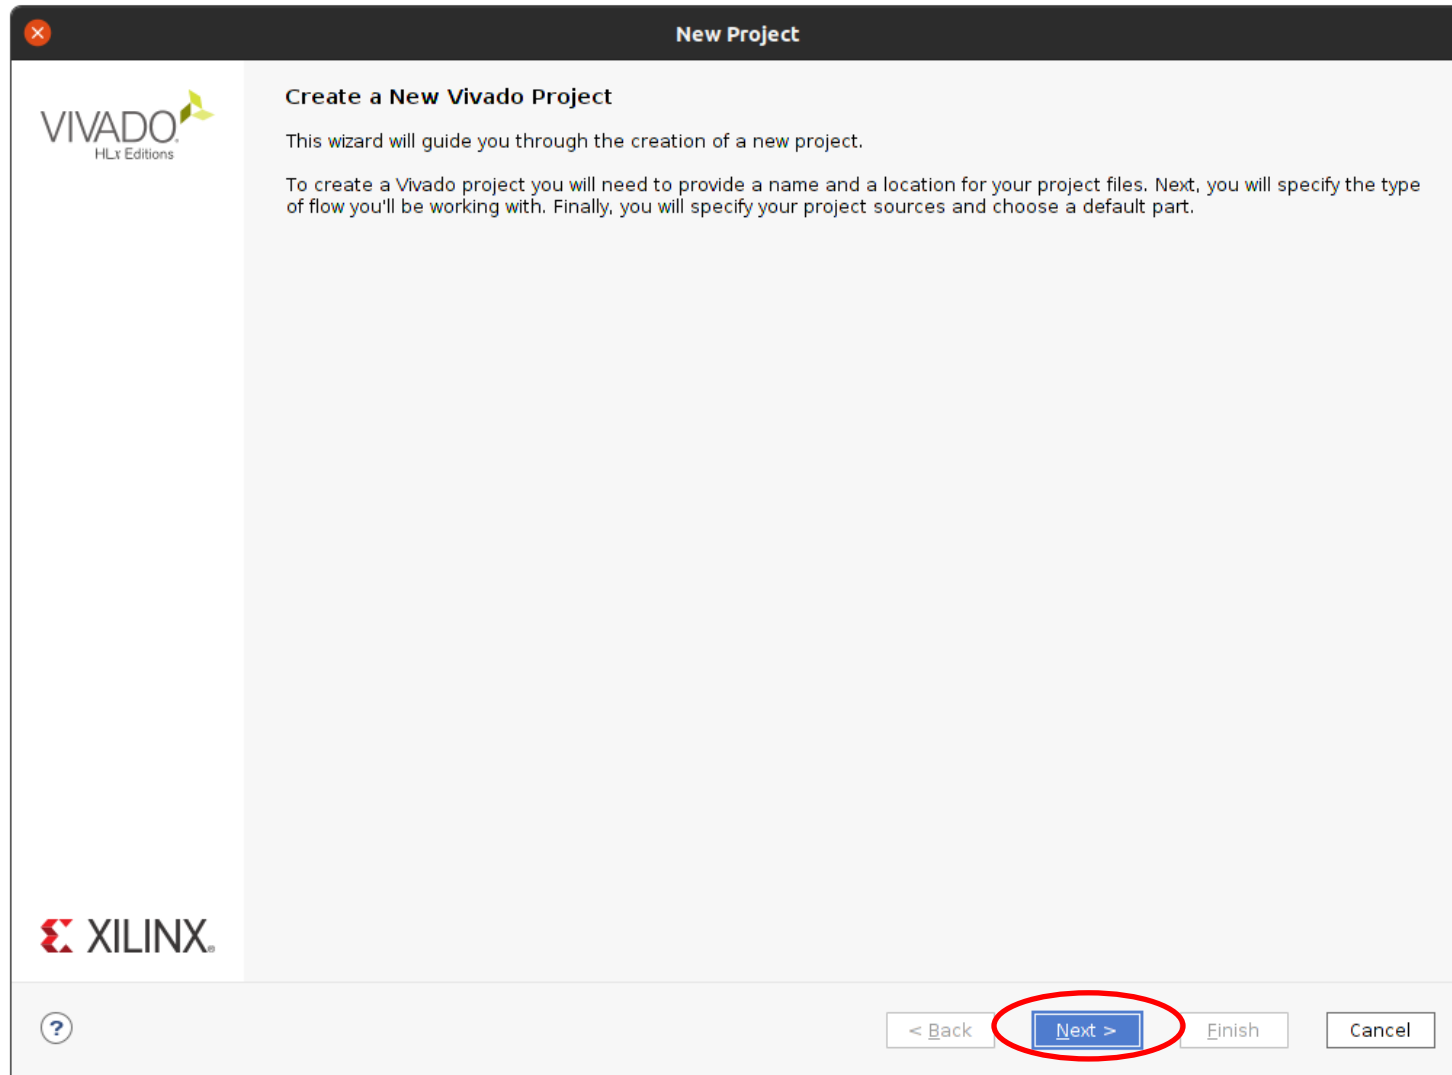 New Project
VIVADO.
HLx Editions
Create a New Vivado Project
This wizard will guide you through the creation of a new project.
To create a Vivado project you will need to provide a name and a location for your project files. Next, you will specify the type
of flow you'll be working with. Finally, you will specify your project sources and choose a default part.
XILINX®
?
< Back
Next >
Finish
Cancel